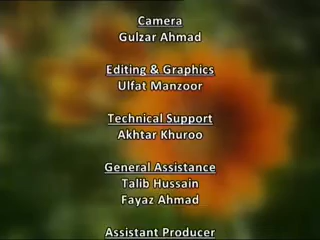 Camera
Gulzar Ahmad
Editing & Graphics
Ulfat Manzoor
Technical Support
Akhtar Khuroo
General Assistance
Talib Hussain
Fayaz Ahmad
Assistant Producer